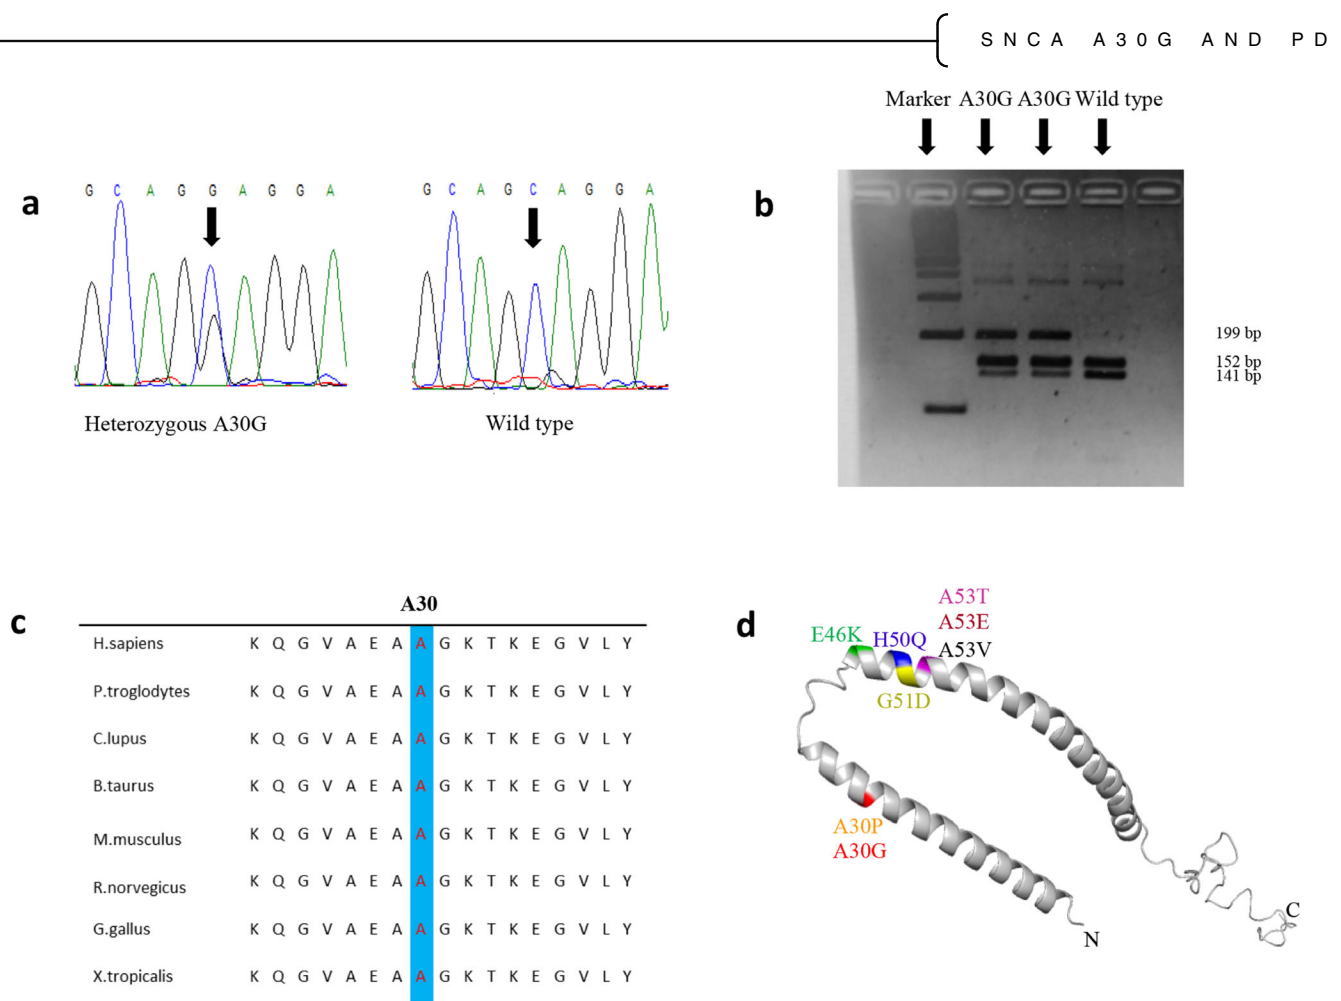 SNCA A30G AND PD
a
G C A G G A G G A
Heterozygous A30G
G C A G C A G G A
Wild type
b
Marker A30G A30G Wild type
199 bp
152 bp
141 bp
c
A30
H.sapiens K Q G V A E A A G K T K E G V L Y
P.troglodytes K Q G V A E A A G K T K E G V L Y
C.lupus K Q G V A E A A G K T K E G V L Y
B.taurus K Q G V A E A A G K T K E G V L Y
M.musculus K Q G V A E A A G K T K E G V L Y
R.norvegicus K Q G V A E A A G K T K E G V L Y
G.gallus K Q G V A E A A G K T K E G V L Y
X.tropicalis K Q G V A E A A G K T K E G V L Y
d
A53T
A53E
E46K H50Q A53V
G51D
A30P
A30G
N
C